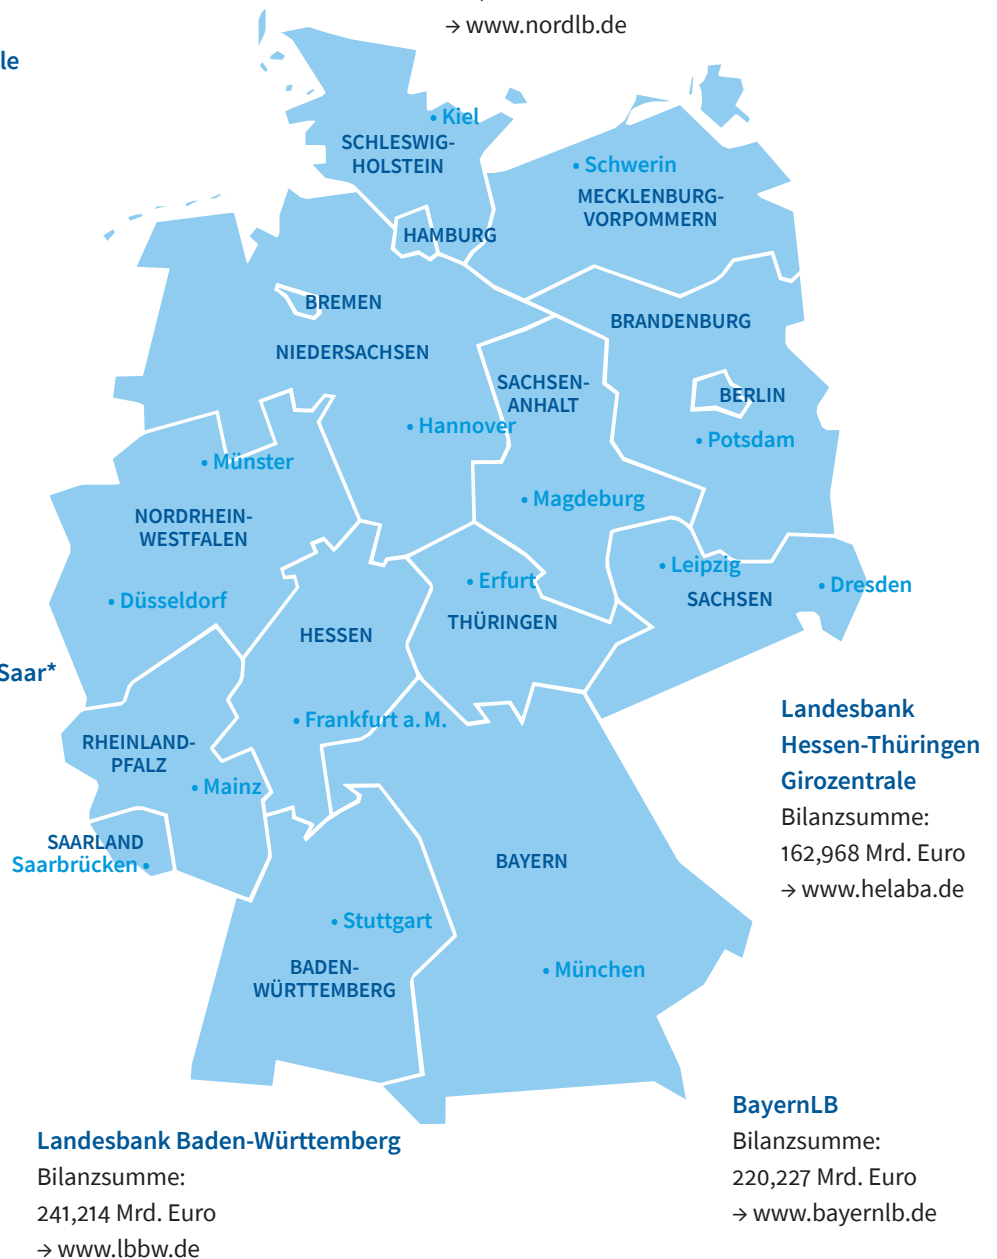 → www.nordlb.de
le
• Kiel
SCHLESWIG-
HOLSTEIN
• Schwerin
MECKLENBURG-
VORPOMMERN
HAMBURG
BREMEN
BRANDENBURG
NIEDERSACHSEN
SACHSEN-
ANHALT
BERLIN
• Hannover
• Potsdam
• Münster
• Magdeburg
NORDRHEIN-
WESTFALEN
• Leipzig
• Erfurt
• Dresden
• Düsseldorf
SACHSEN
THÜRINGEN
HESSEN
Saar*
• Frankfurt a. M.
RHEINLAND-
PFALZ
• Mainz
SAARLAND
Saarbrücken •
BAYERN
• Stuttgart
• München
BADEN-
WÜRTTEMBERG
Landesbank
Hessen-Thüringen
Girozentrale
Bilanzsumme:
162,968 Mrd. Euro
→ www.helaba.de
BayernLB
Bilanzsumme:
220,227 Mrd. Euro
→ www.bayernlb.de
Landesbank Baden-Württemberg
Bilanzsumme:
241,214 Mrd. Euro
→ www.lbbw.de